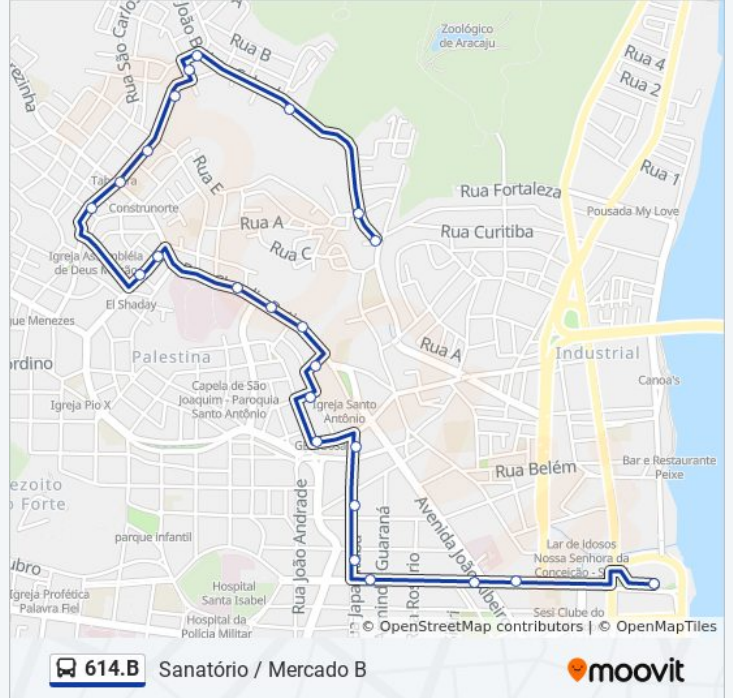 Rua São Carlos
João B
Rua B
Zoológico
de Aracaju
Rua 4
Rua 2
Rua 1
Rua E
Construnorte
Rua A
Rua C
Rua Fortaleza
Pousada My Love
Rua Curitiba
Igreja Assembléia
de Deus
El Shaday
que Menezes
Palestina
Rua A
Industrial
Canoa's
Capela de São
Joaquim - Paroquia
Santo Antônio
Igreja Pio X
Igreja Santo
Antônio
Rua Belém
Bar e Restaurante
Peixe
parque infantil
Rua João Andrade
Guaraná
Avenida João
Lar de Idosos
Nossa Senhora da
Conceição - S
Igreja Profética
Palavra Fiel
Hospital
Santa Isabel
Hospital da
Polícia Militar
Sesi Clube do
© OpenStreetMap contributors | © OpenMapTiles
614.B Sanatório / Mercado B
moovit